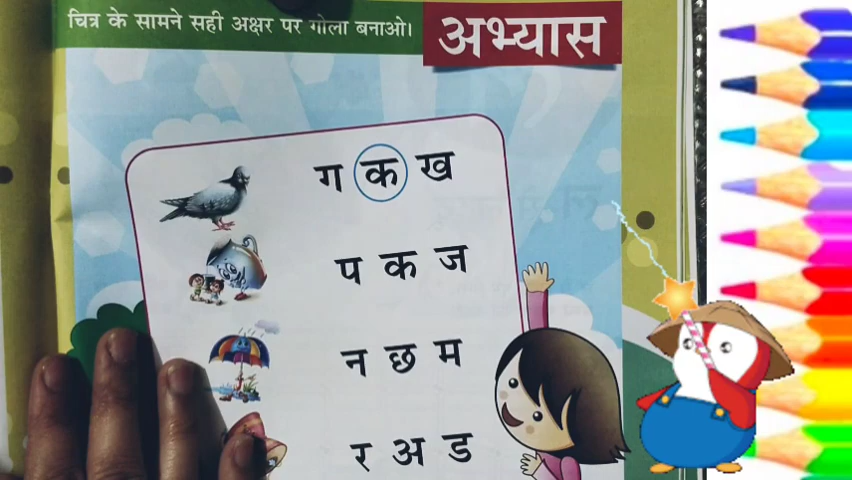 चित्र के सामने सही अक्षर पर गोला बनाओ।
अभ्यास
ग क ख
प क ज
न छ म
र अ ड